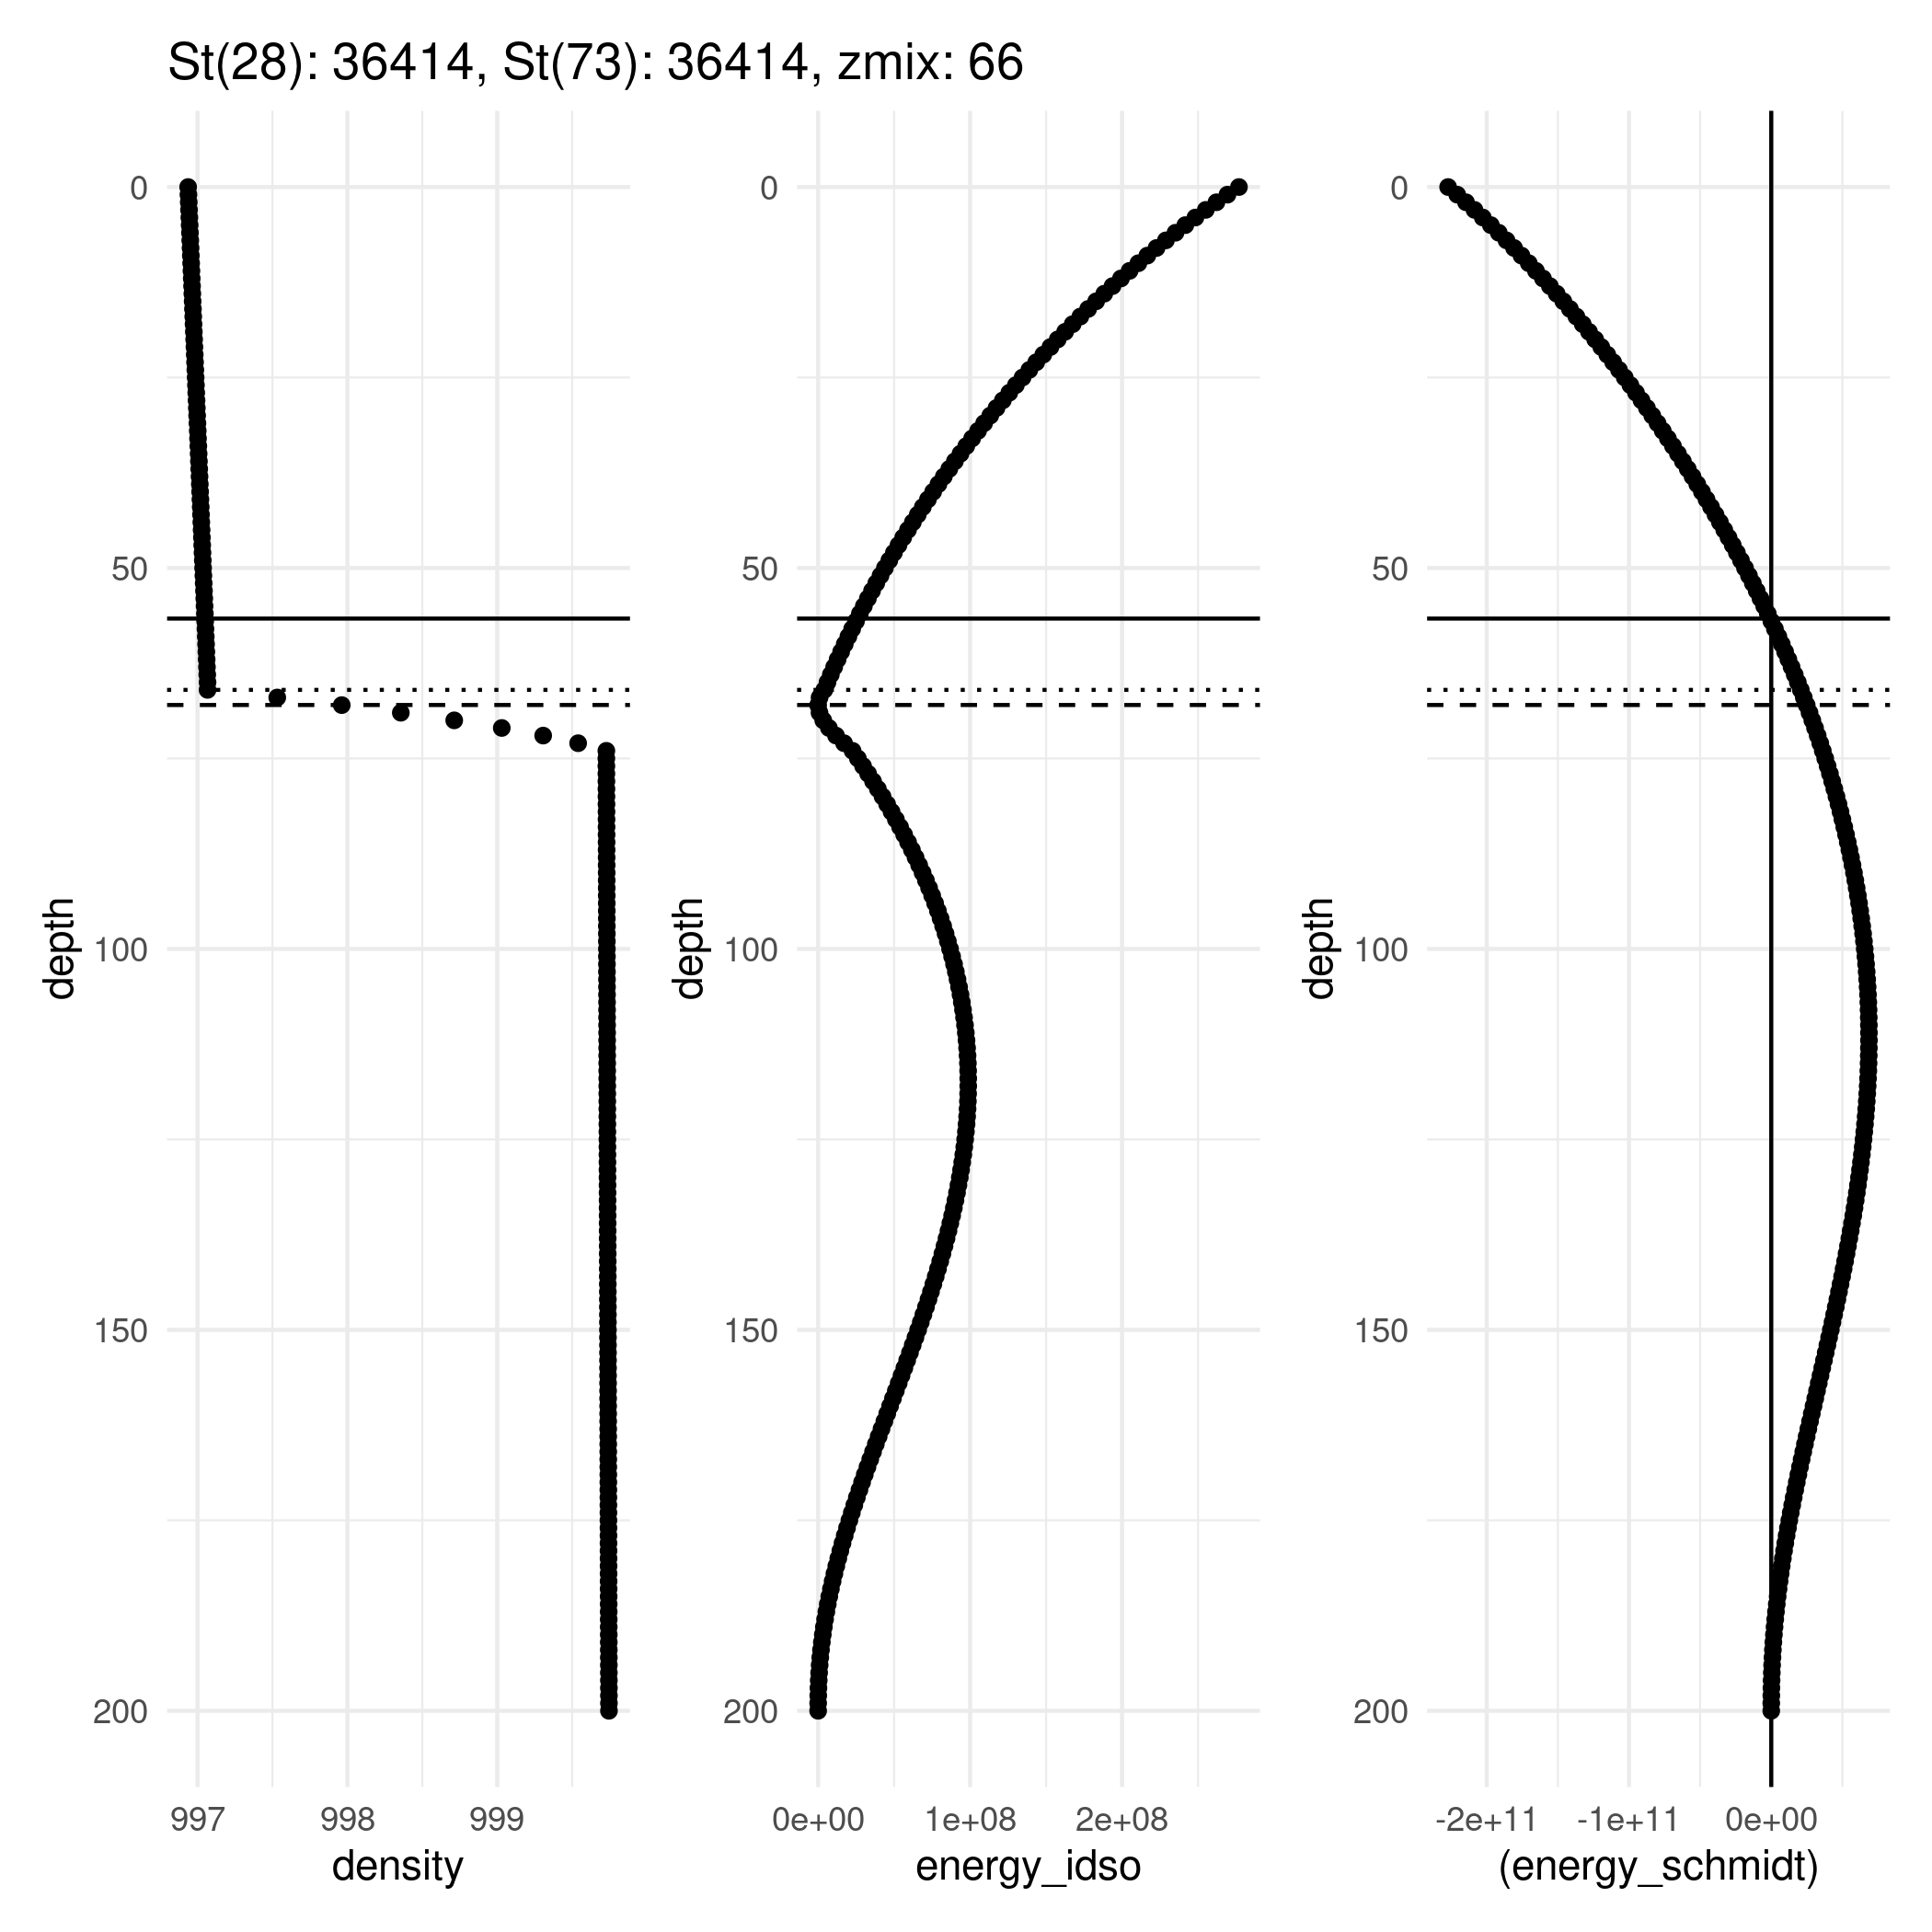 St(28): 36414, St(73): 36414, zmix: 66
0
50
100
150
200
depth
997 998 999
density
0
50
100
150
200
depth
0e+00 1e+08 2e+08
energy_idso
0
50
100
150
200
depth
-2e+11 -1e+11 0e+00
(energy_schmidt)